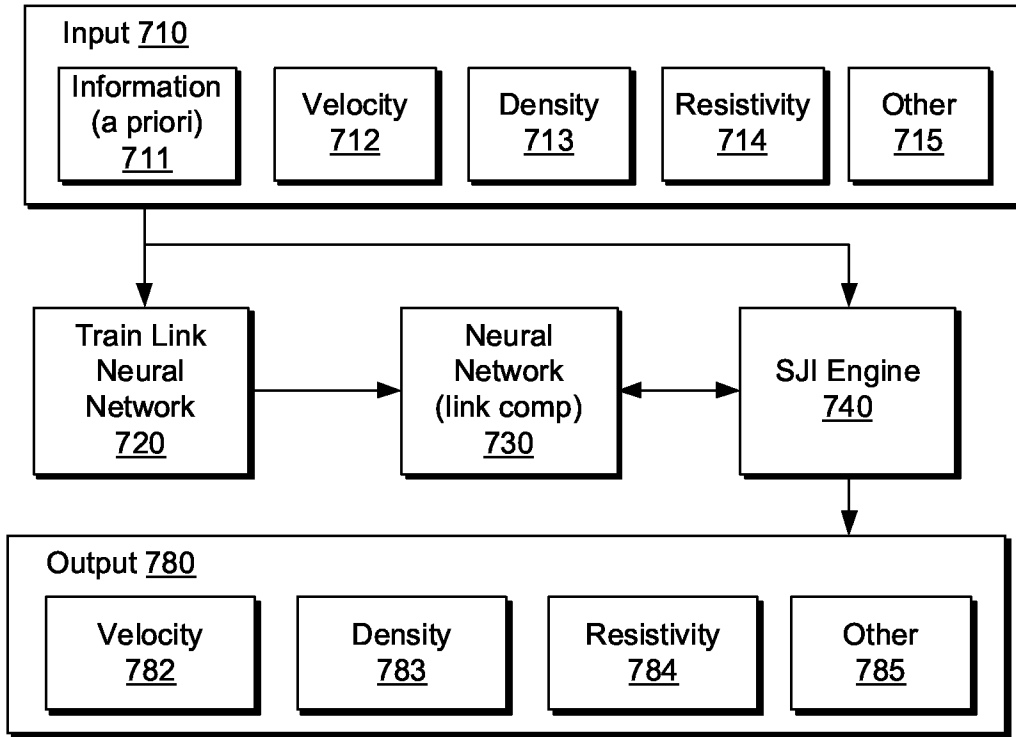 Input 710
Information
(a priori)
711
Velocity
712
Density
713
Resistivity
714
Other
715
Train Link
Neural
Network
720
Neural
Network
(link comp)
730
SJI Engine
740
Output 780
Velocity
782
Density
783
Resistivity
784
Other
785